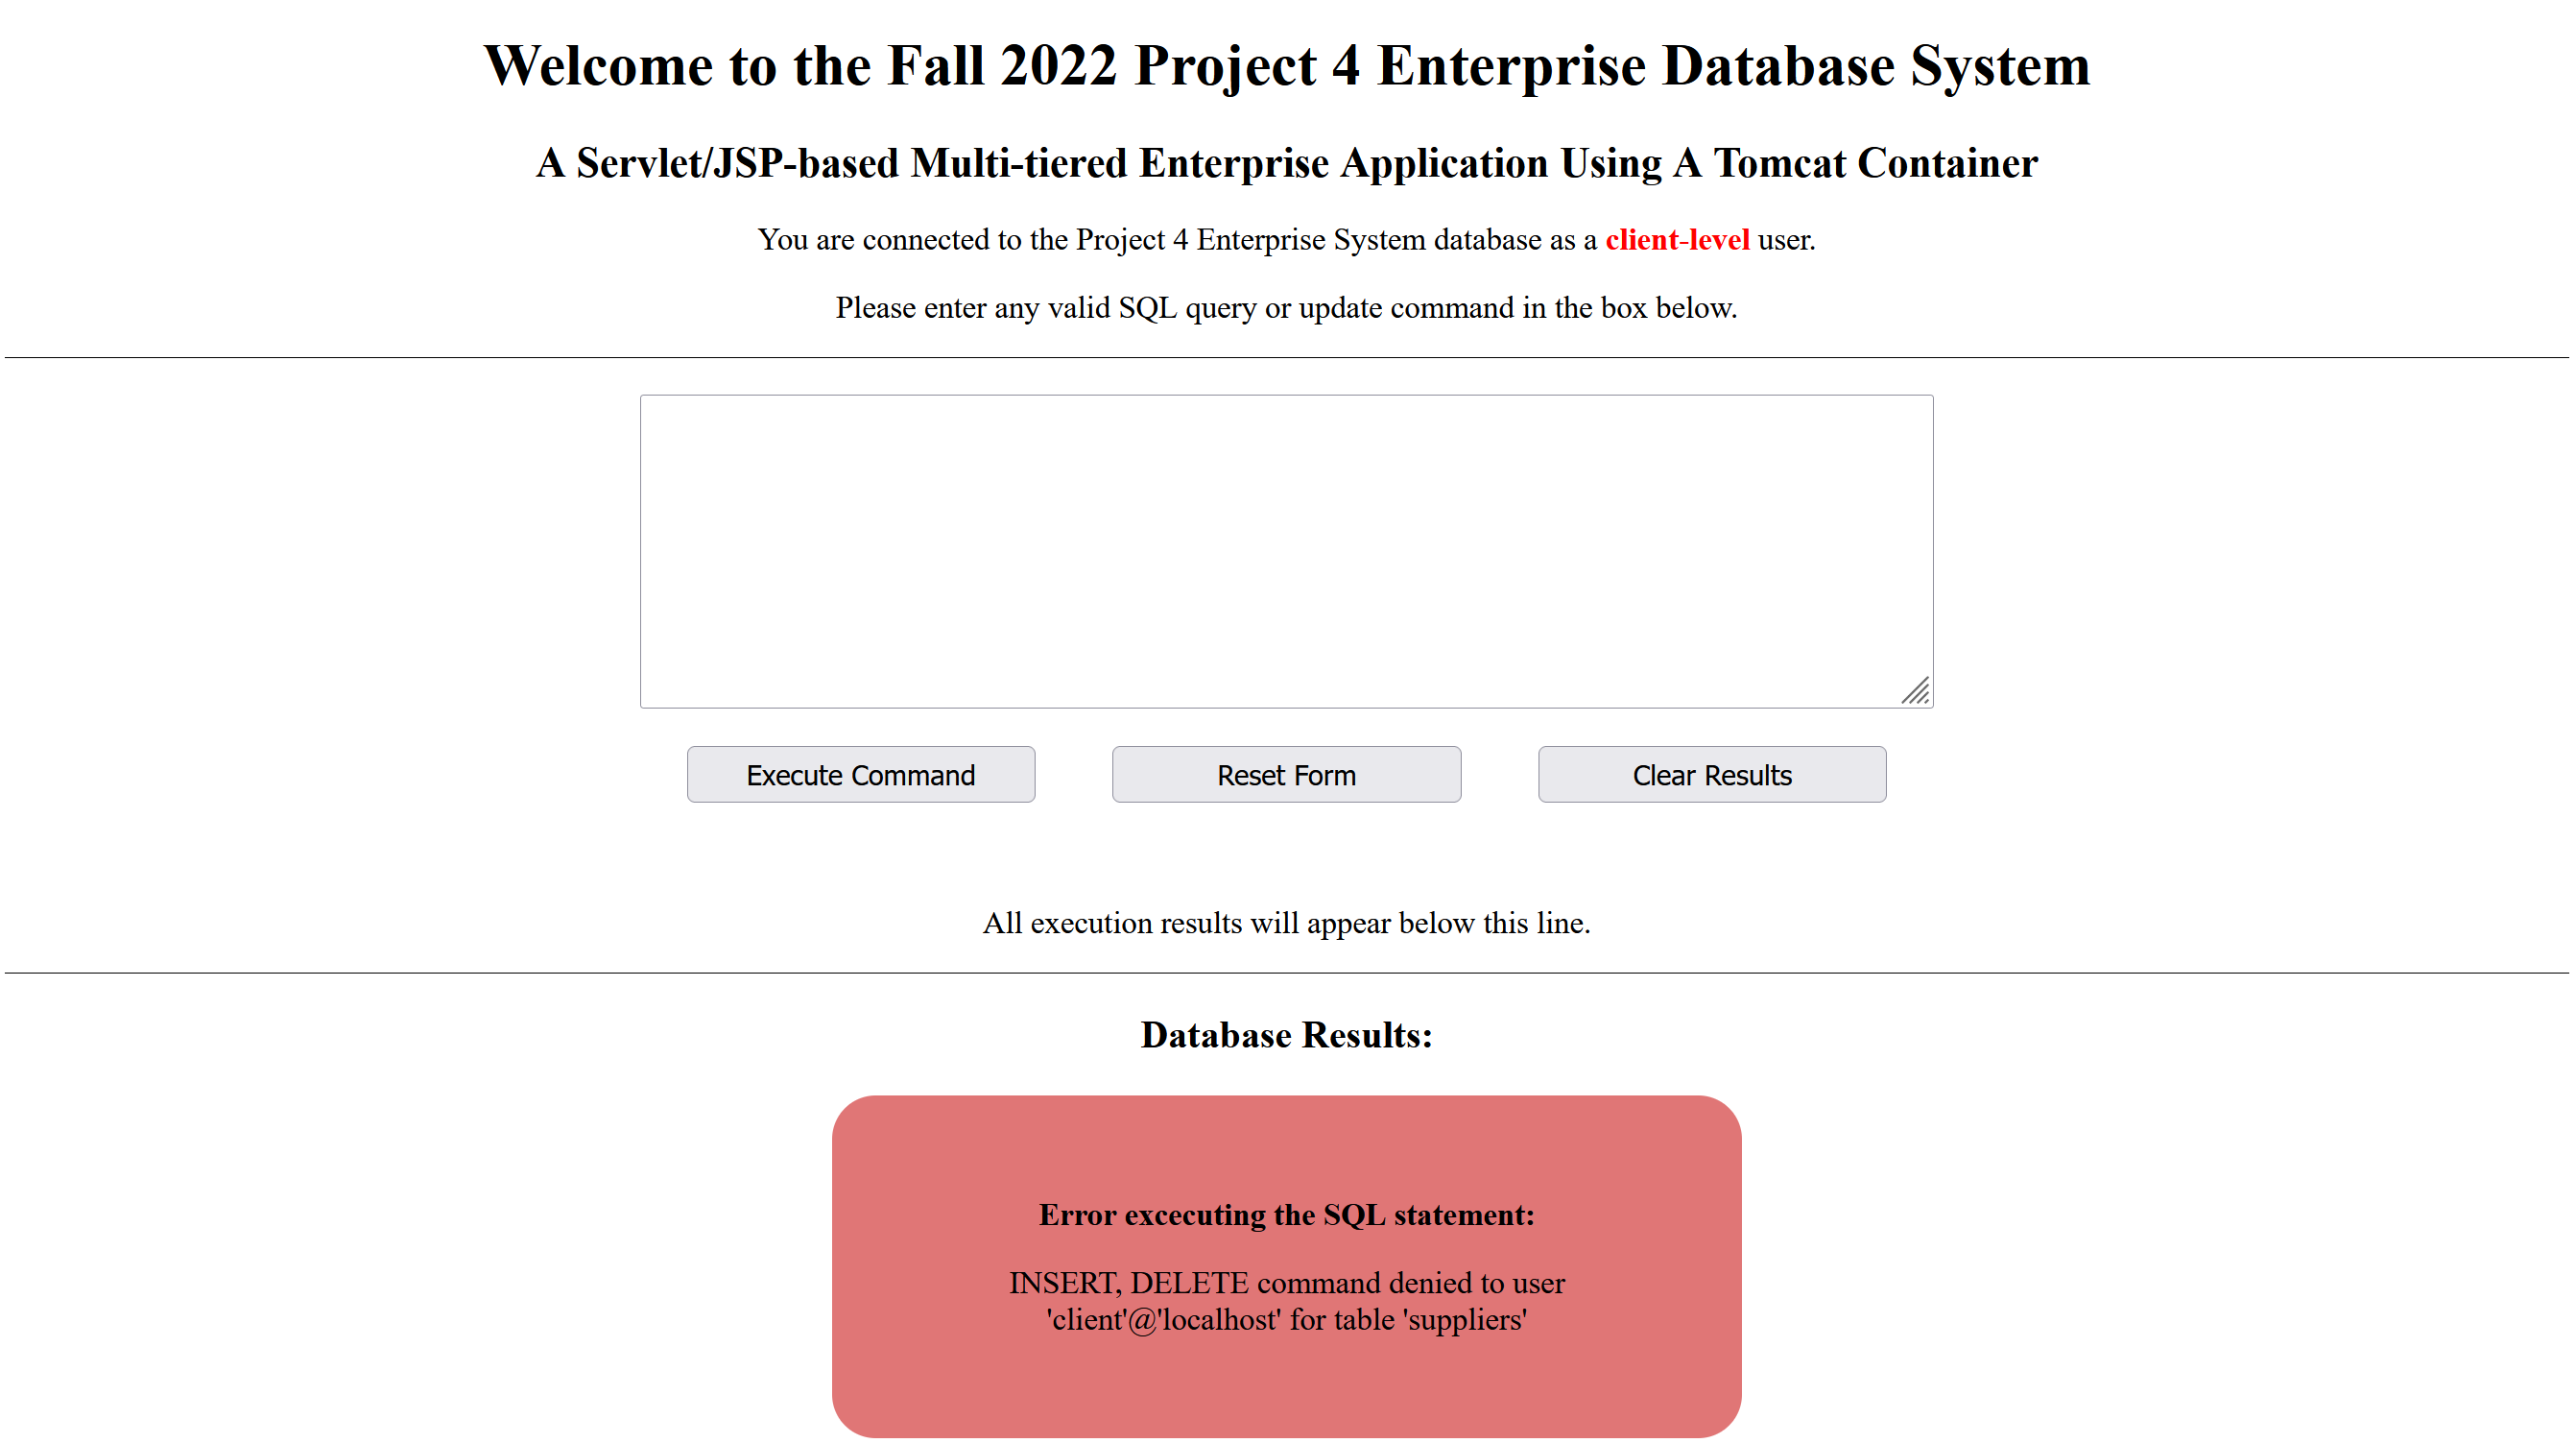 Welcome to the Fall 2022 Project 4 Enterprise Database System
A Servlet/JSP-based Multi-tiered Enterprise Application Using A Tomcat Container
You are connected to the Project 4 Enterprise System database as a client-level user.
Please enter any valid SQL query or update command in the box below.
Execute Command
Reset Form
Clear Results
All execution results will appear below this line.
Database Results:
Error excecuting the SQL statement:
INSERT, DELETE command denied to user
'client'@'localhost' for table 'suppliers'